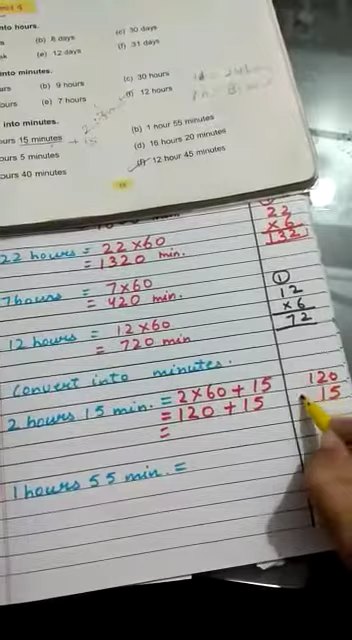 into hours.
(b) 6 days
(c) 30 days
(e) 12 days
(f) 31 days
into minutes.
(b) 9 hours
(c) 30 hours
ours
(e) 7 hours
(f) 12 hours
into minutes.
ours 15 minutes
+ 15
(b) 1 hour 55 minutes
ours 5 minutes
(d) 16 hours 20 minutes
ours 40 minutes
(f) 12 hour 45 minutes
22 hours = 22 x 60
= 1320 min.
22
x 6
132
7 hours = 7 x 60
= 420 min.
1
12
x 6
72
12 hours = 12 x 60
= 720 min
Convert into minutes.
2 hours 15 min. = 2 x 60 + 15
= 120 + 15
=
120
15
1 hours 55 min. =